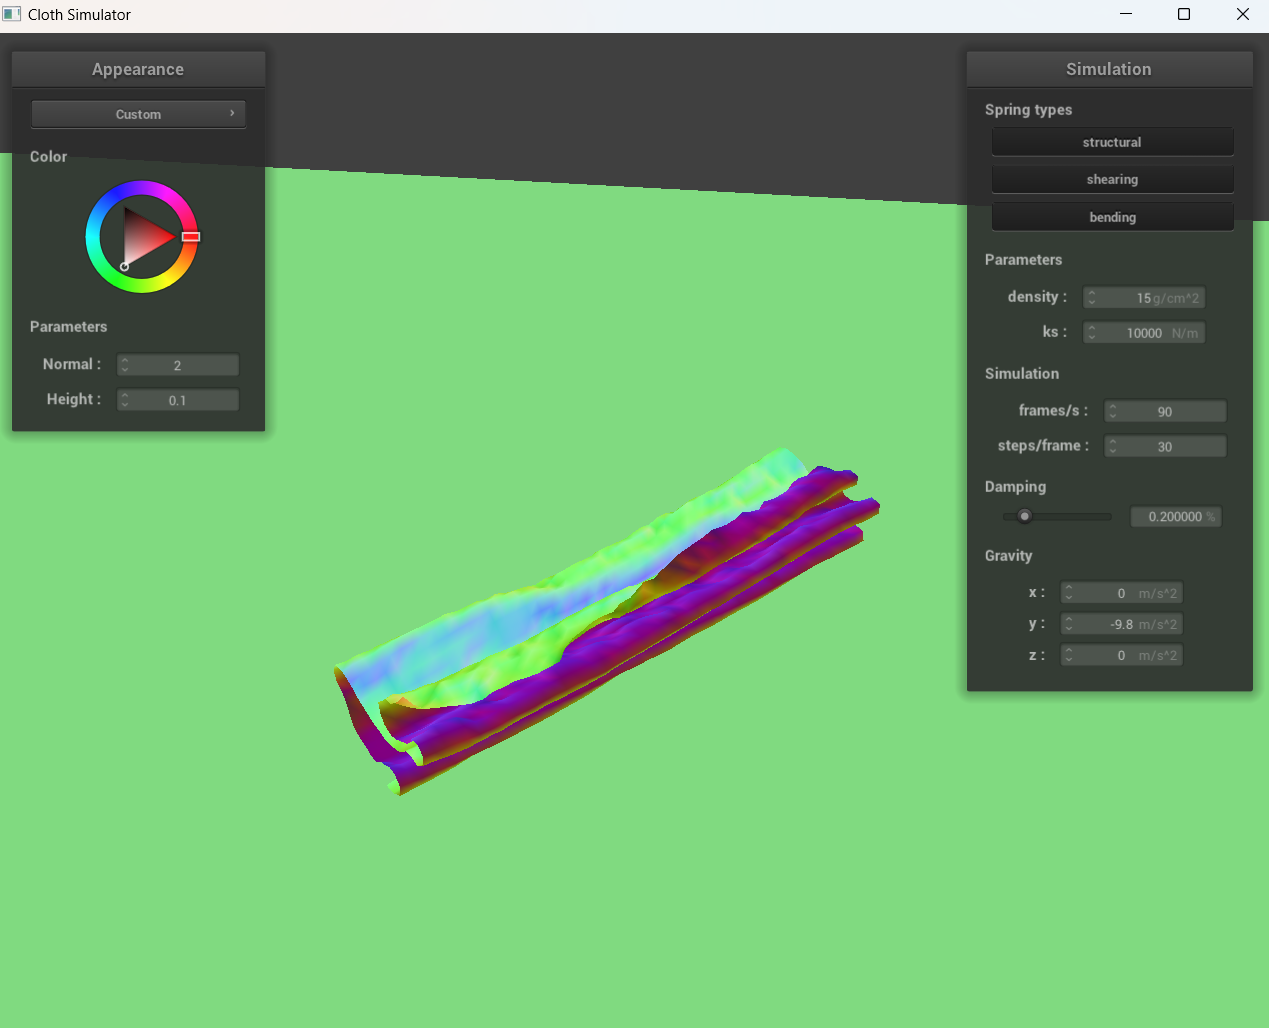 Cloth Simulator
Appearance
Custom
Color
Parameters
Normal : 2
Height : 0.1
Simulation
Spring types
structural
shearing
bending
Parameters
density : 15 g/cm^2
ks : 10000 N/m
Simulation
frames/s : 90
steps/frame : 30
Damping
0.200000 %
Gravity
x : 0 m/s^2
y : -9.8 m/s^2
z : 0 m/s^2